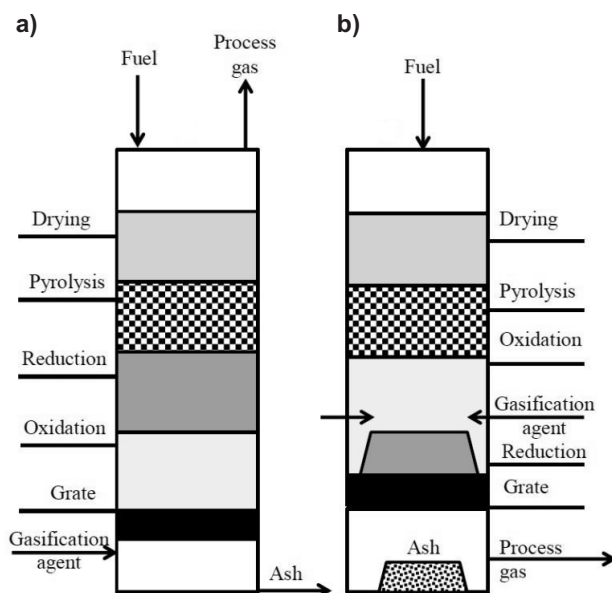 a)
Fuel
Process
gas
Drying
Pyrolysis
Reduction
Oxidation
Grate
Gasification
agent
Ash
b)
Fuel
Drying
Pyrolysis
Oxidation
Gasification
agent
Reduction
Grate
Ash
Process
gas